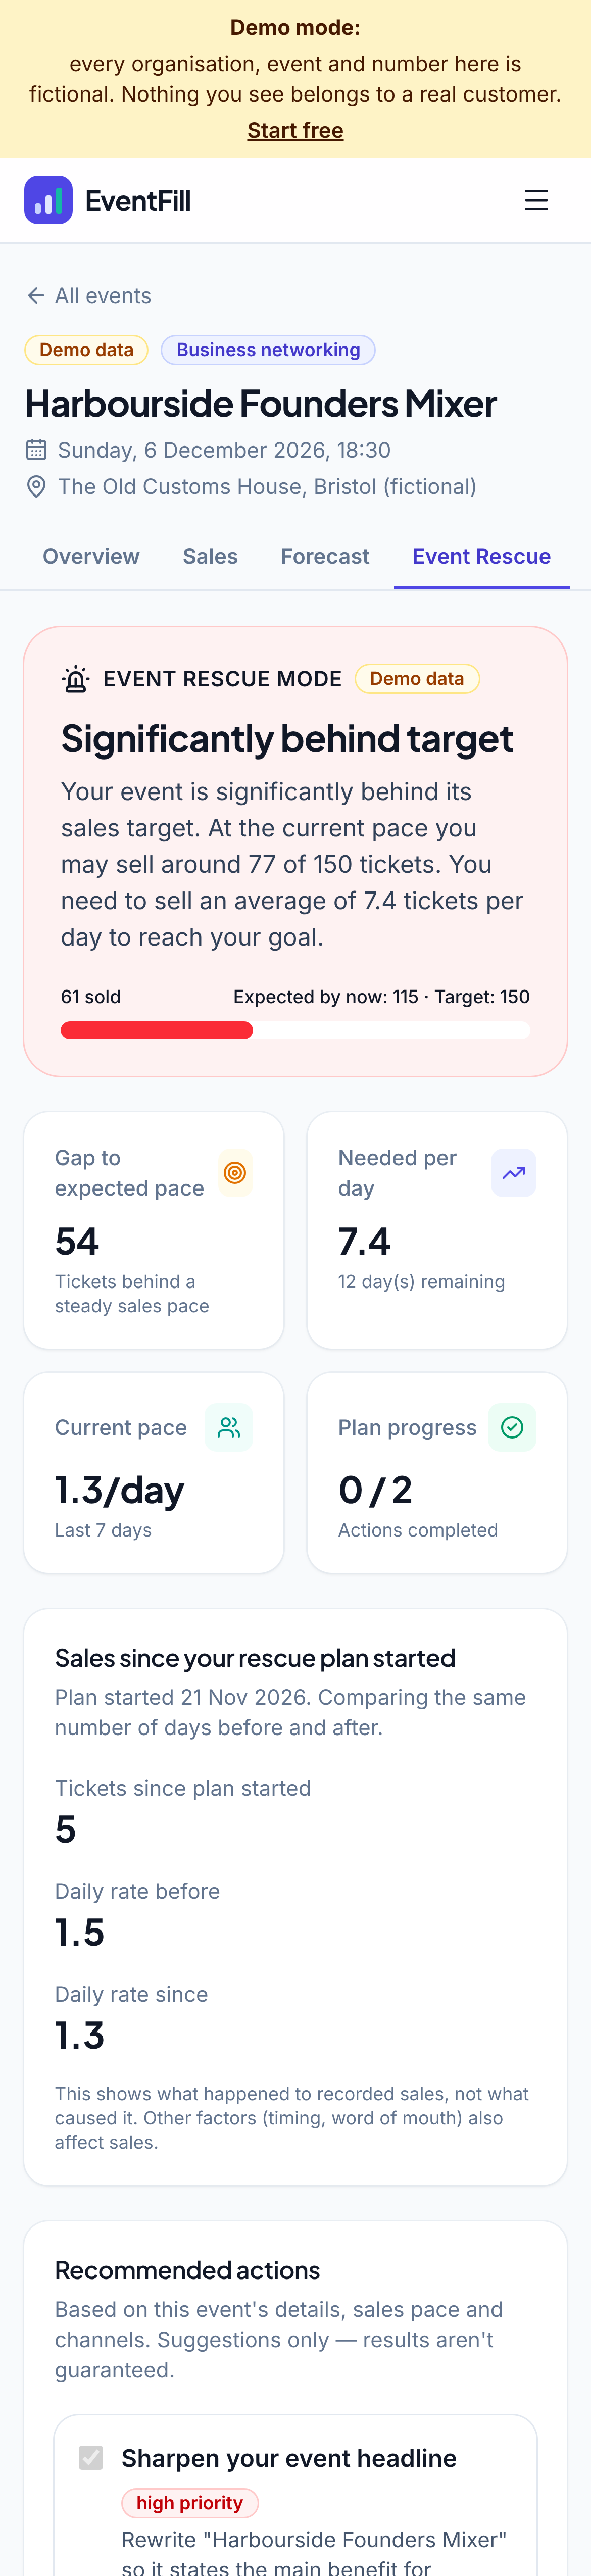 Demo mode:
every organisation, event and number here is
fictional. Nothing you see belongs to a real customer.
Start free
EventFill
All events
Demo data
Business networking
Harbourside Founders Mixer
Sunday, 6 December 2026, 18:30
The Old Customs House, Bristol (fictional)
Overview
Sales
Forecast
Event Rescue
EVENT RESCUE MODE
Demo data
Significantly behind target
Your event is significantly behind its
sales target. At the current pace you
may sell around 77 of 150 tickets. You
need to sell an average of 7.4 tickets per
day to reach your goal.
61 sold
Expected by now: 115 · Target: 150
Gap to
expected pace
54
Tickets behind a
steady sales pace
Needed per
day
7.4
12 day(s) remaining
Current pace
1.3/day
Last 7 days
Plan progress
0 / 2
Actions completed
Sales since your rescue plan started
Plan started 21 Nov 2026. Comparing the same
number of days before and after.
Tickets since plan started
5
Daily rate before
1.5
Daily rate since
1.3
This shows what happened to recorded sales, not what
caused it. Other factors (timing, word of mouth) also
affect sales.
Recommended actions
Based on this event's details, sales pace and
channels. Suggestions only — results aren't
guaranteed.
Sharpen your event headline
high priority
Rewrite "Harbourside Founders Mixer"
so it states the main benefit for